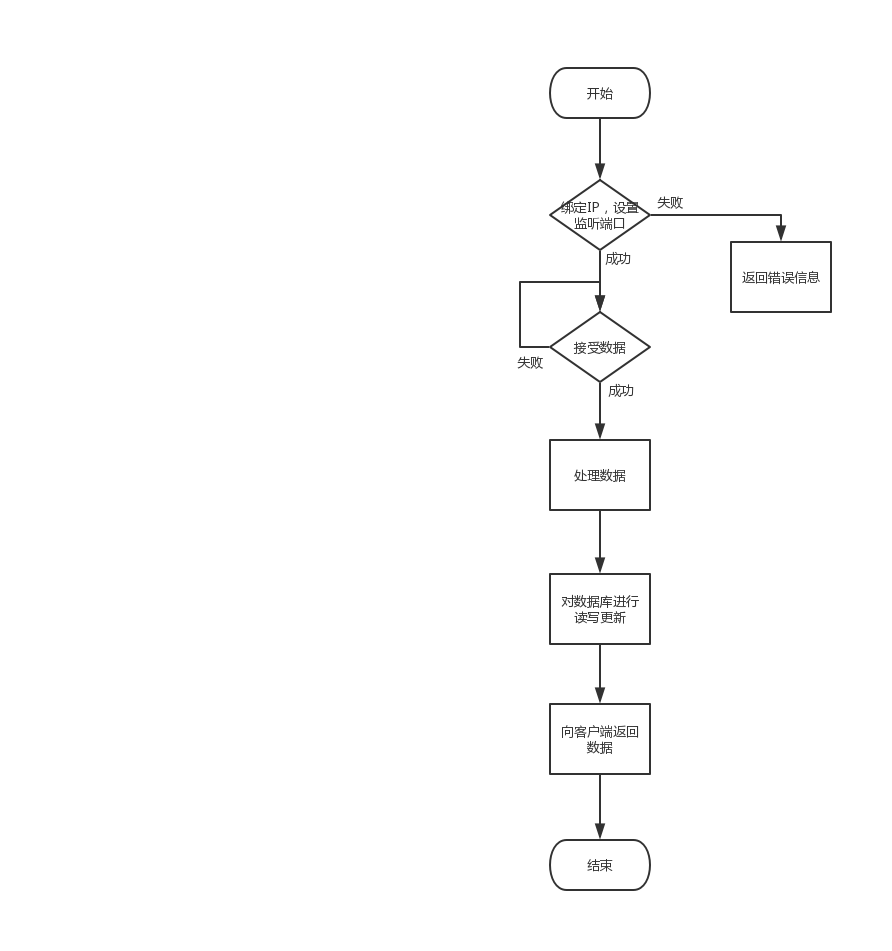 开始
绑定IP，设置
监听端口
失败
返回错误信息
成功
接受数据
失败
成功
处理数据
对数据库进行
读写更新
向客户端返回
数据
结束